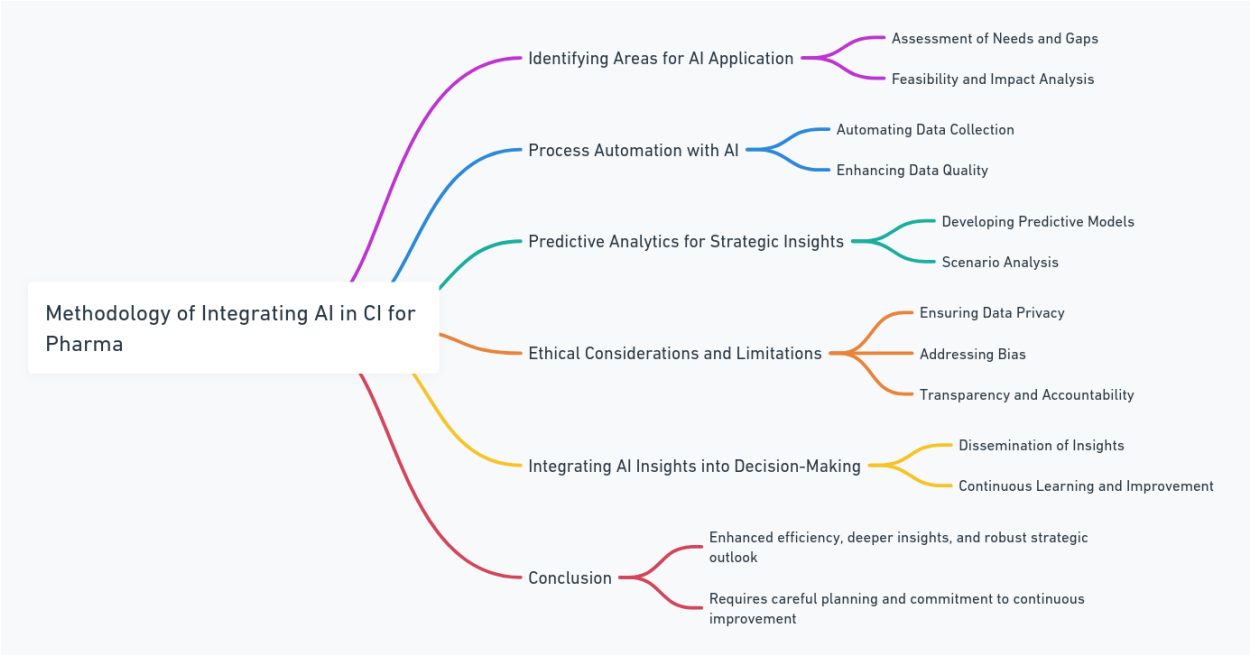 Methodology of Integrating AI in CI for
Pharma
Identifying Areas for AI Application
Assessment of Needs and Gaps
Feasibility and Impact Analysis
Process Automation with AI
Automating Data Collection
Enhancing Data Quality
Predictive Analytics for Strategic Insights
Developing Predictive Models
Scenario Analysis
Ethical Considerations and Limitations
Ensuring Data Privacy
Addressing Bias
Transparency and Accountability
Integrating AI Insights into Decision-Making
Dissemination of Insights
Continuous Learning and Improvement
Conclusion
Enhanced efficiency, deeper insights, and robust strategic
outlook
Requires careful planning and commitment to continuous
improvement